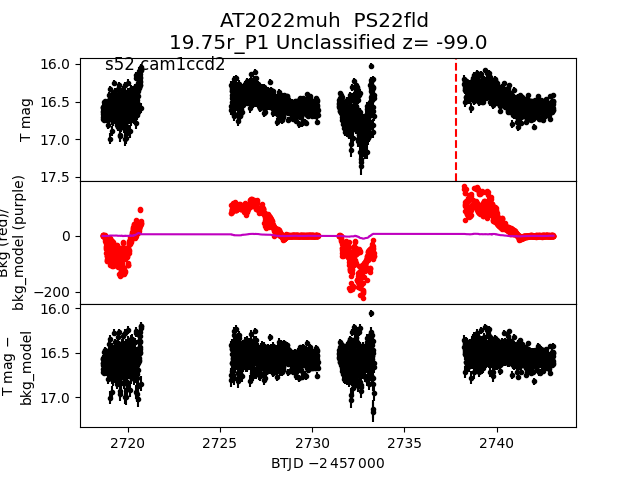 AT2022muh PS22fld
19.75r_P1 Unclassified z= -99.0
s52 cam1ccd2
16.0
16.5
17.0
17.5
T mag
0
−200
Bkg (red)/
bkg_model (purple)
16.0
16.5
17.0
T mag −
bkg_model
2720
2725
2730
2735
2740
BTJD −2 457 000